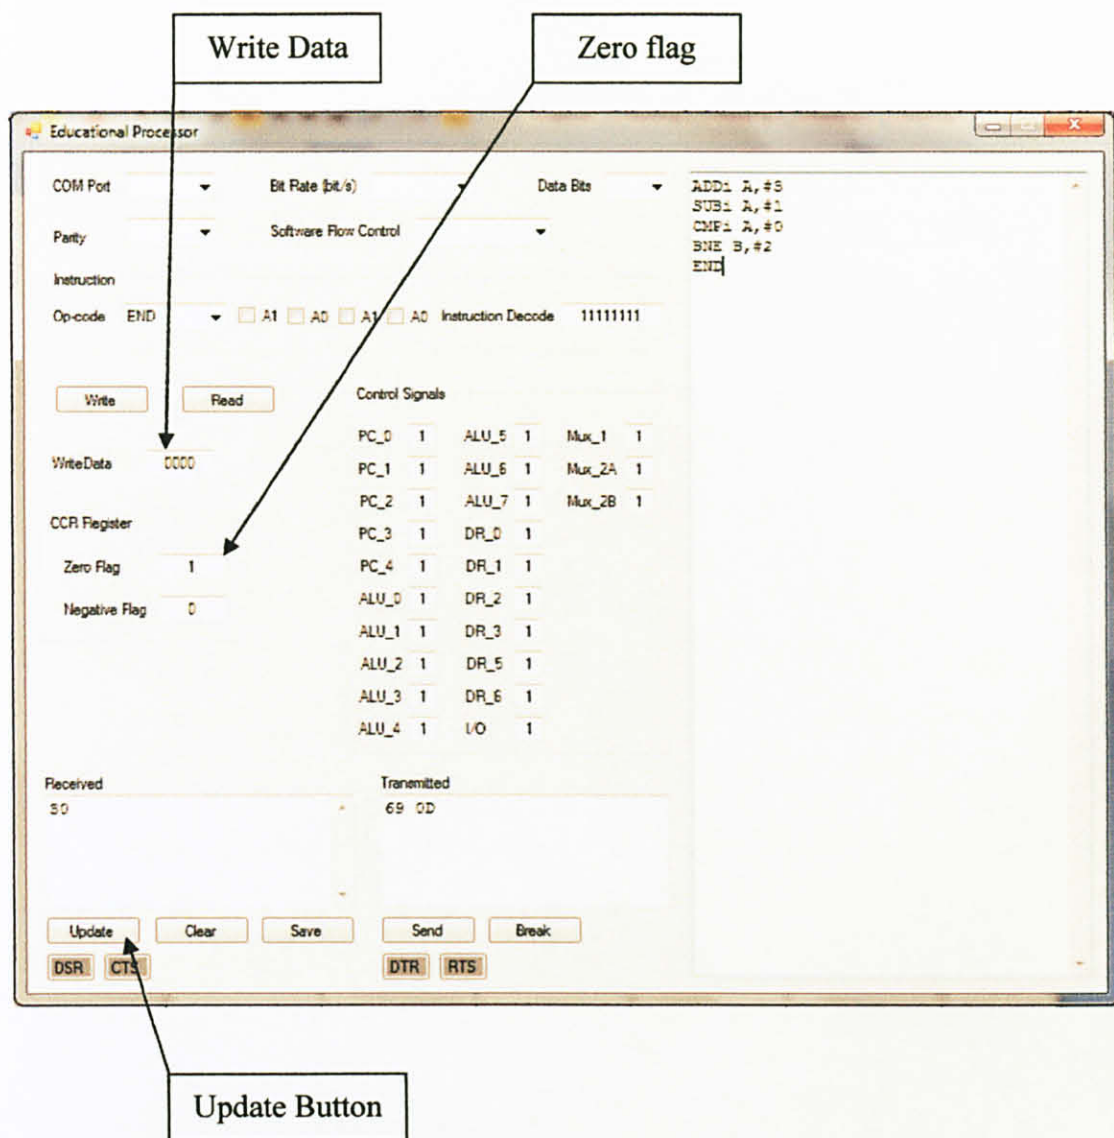 Write Data
Zero flag
Educational Processor
COM Port Bit Rate (bit/s) Data Bits
Parity Software Flow Control
Instruction
Op-code END A1 A0 A1 A0 Instruction Decode 11111111
Write Read
Control Signals
PC_0 1 ALU_5 1 Mux_1 1
WriteData 0000
PC_1 1 ALU_6 1 Mux_2A 1
PC_2 1 ALU_7 1 Mux_2B 1
CCR Register
PC_3 1 DR_0 1
Zero Flag 1
PC_4 1 DR_1 1
Negative Flag 0
ALU_0 1 DR_2 1
ALU_1 1 DR_3 1
ALU_2 1 DR_5 1
ALU_3 1 DR_6 1
ALU_4 1 I/O 1
ADDi A,#3
SUBi A,#1
CMPi A,#0
BNE B,#2
END
Received
30
Transmitted
69 0D
Update Clear Save
Send Break
DSR CTS
DTR RTS
Update Button